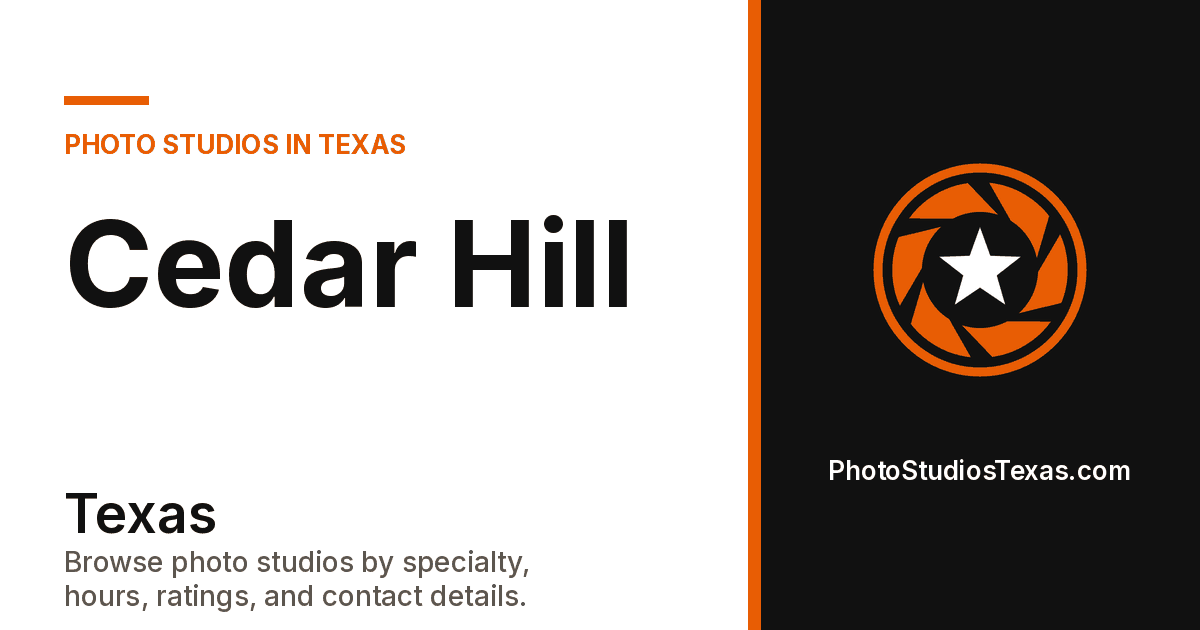 PHOTO STUDIOS IN TEXAS
Cedar Hill
Texas
Browse photo studios by specialty,
hours, ratings, and contact details.
PhotoStudiosTexas.com